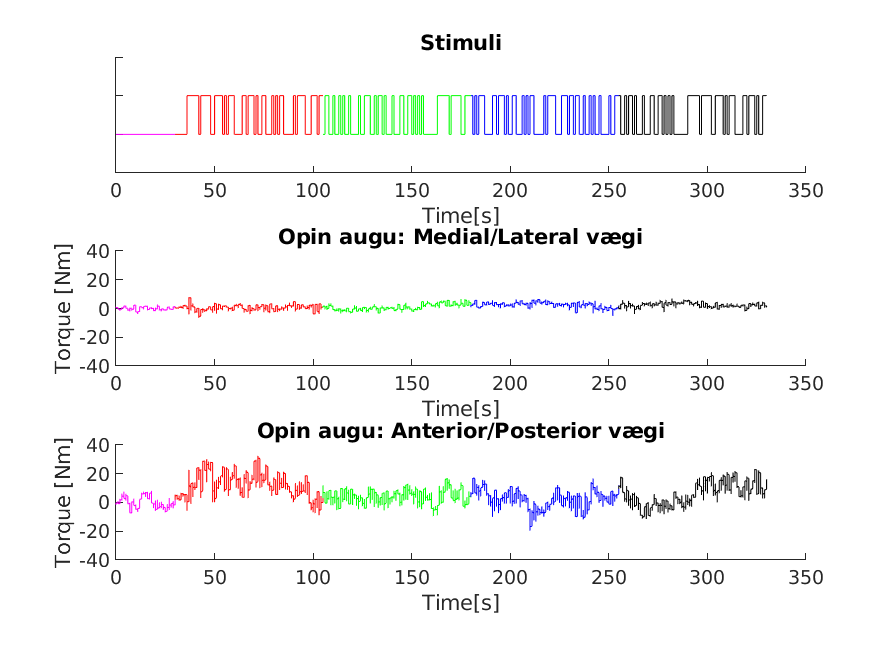 Stimuli
0 50 100 150 200 250 300 350
Time[s]
Opin augu: Medial/Lateral vægi
Torque [Nm]
40
20
0
-20
-40
0 50 100 150 200 250 300 350
Time[s]
Opin augu: Anterior/Posterior vægi
Torque [Nm]
40
20
0
-20
-40
0 50 100 150 200 250 300 350
Time[s]